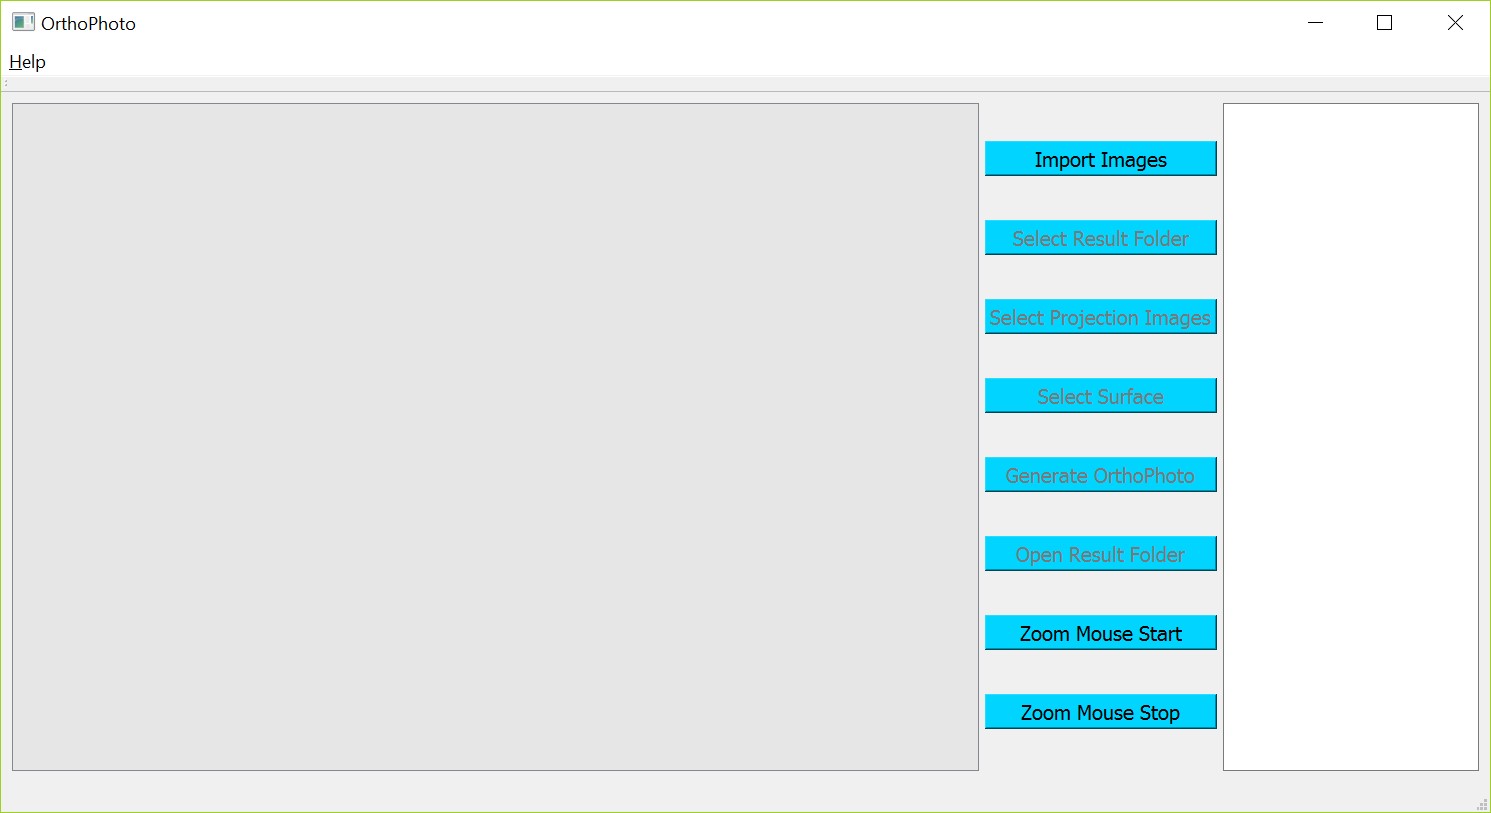 OrthoPhoto
Help
Import Images
Select Result Folder
Select Projection Images
Select Surface
Generate OrthoPhoto
Open Result Folder
Zoom Mouse Start
Zoom Mouse Stop